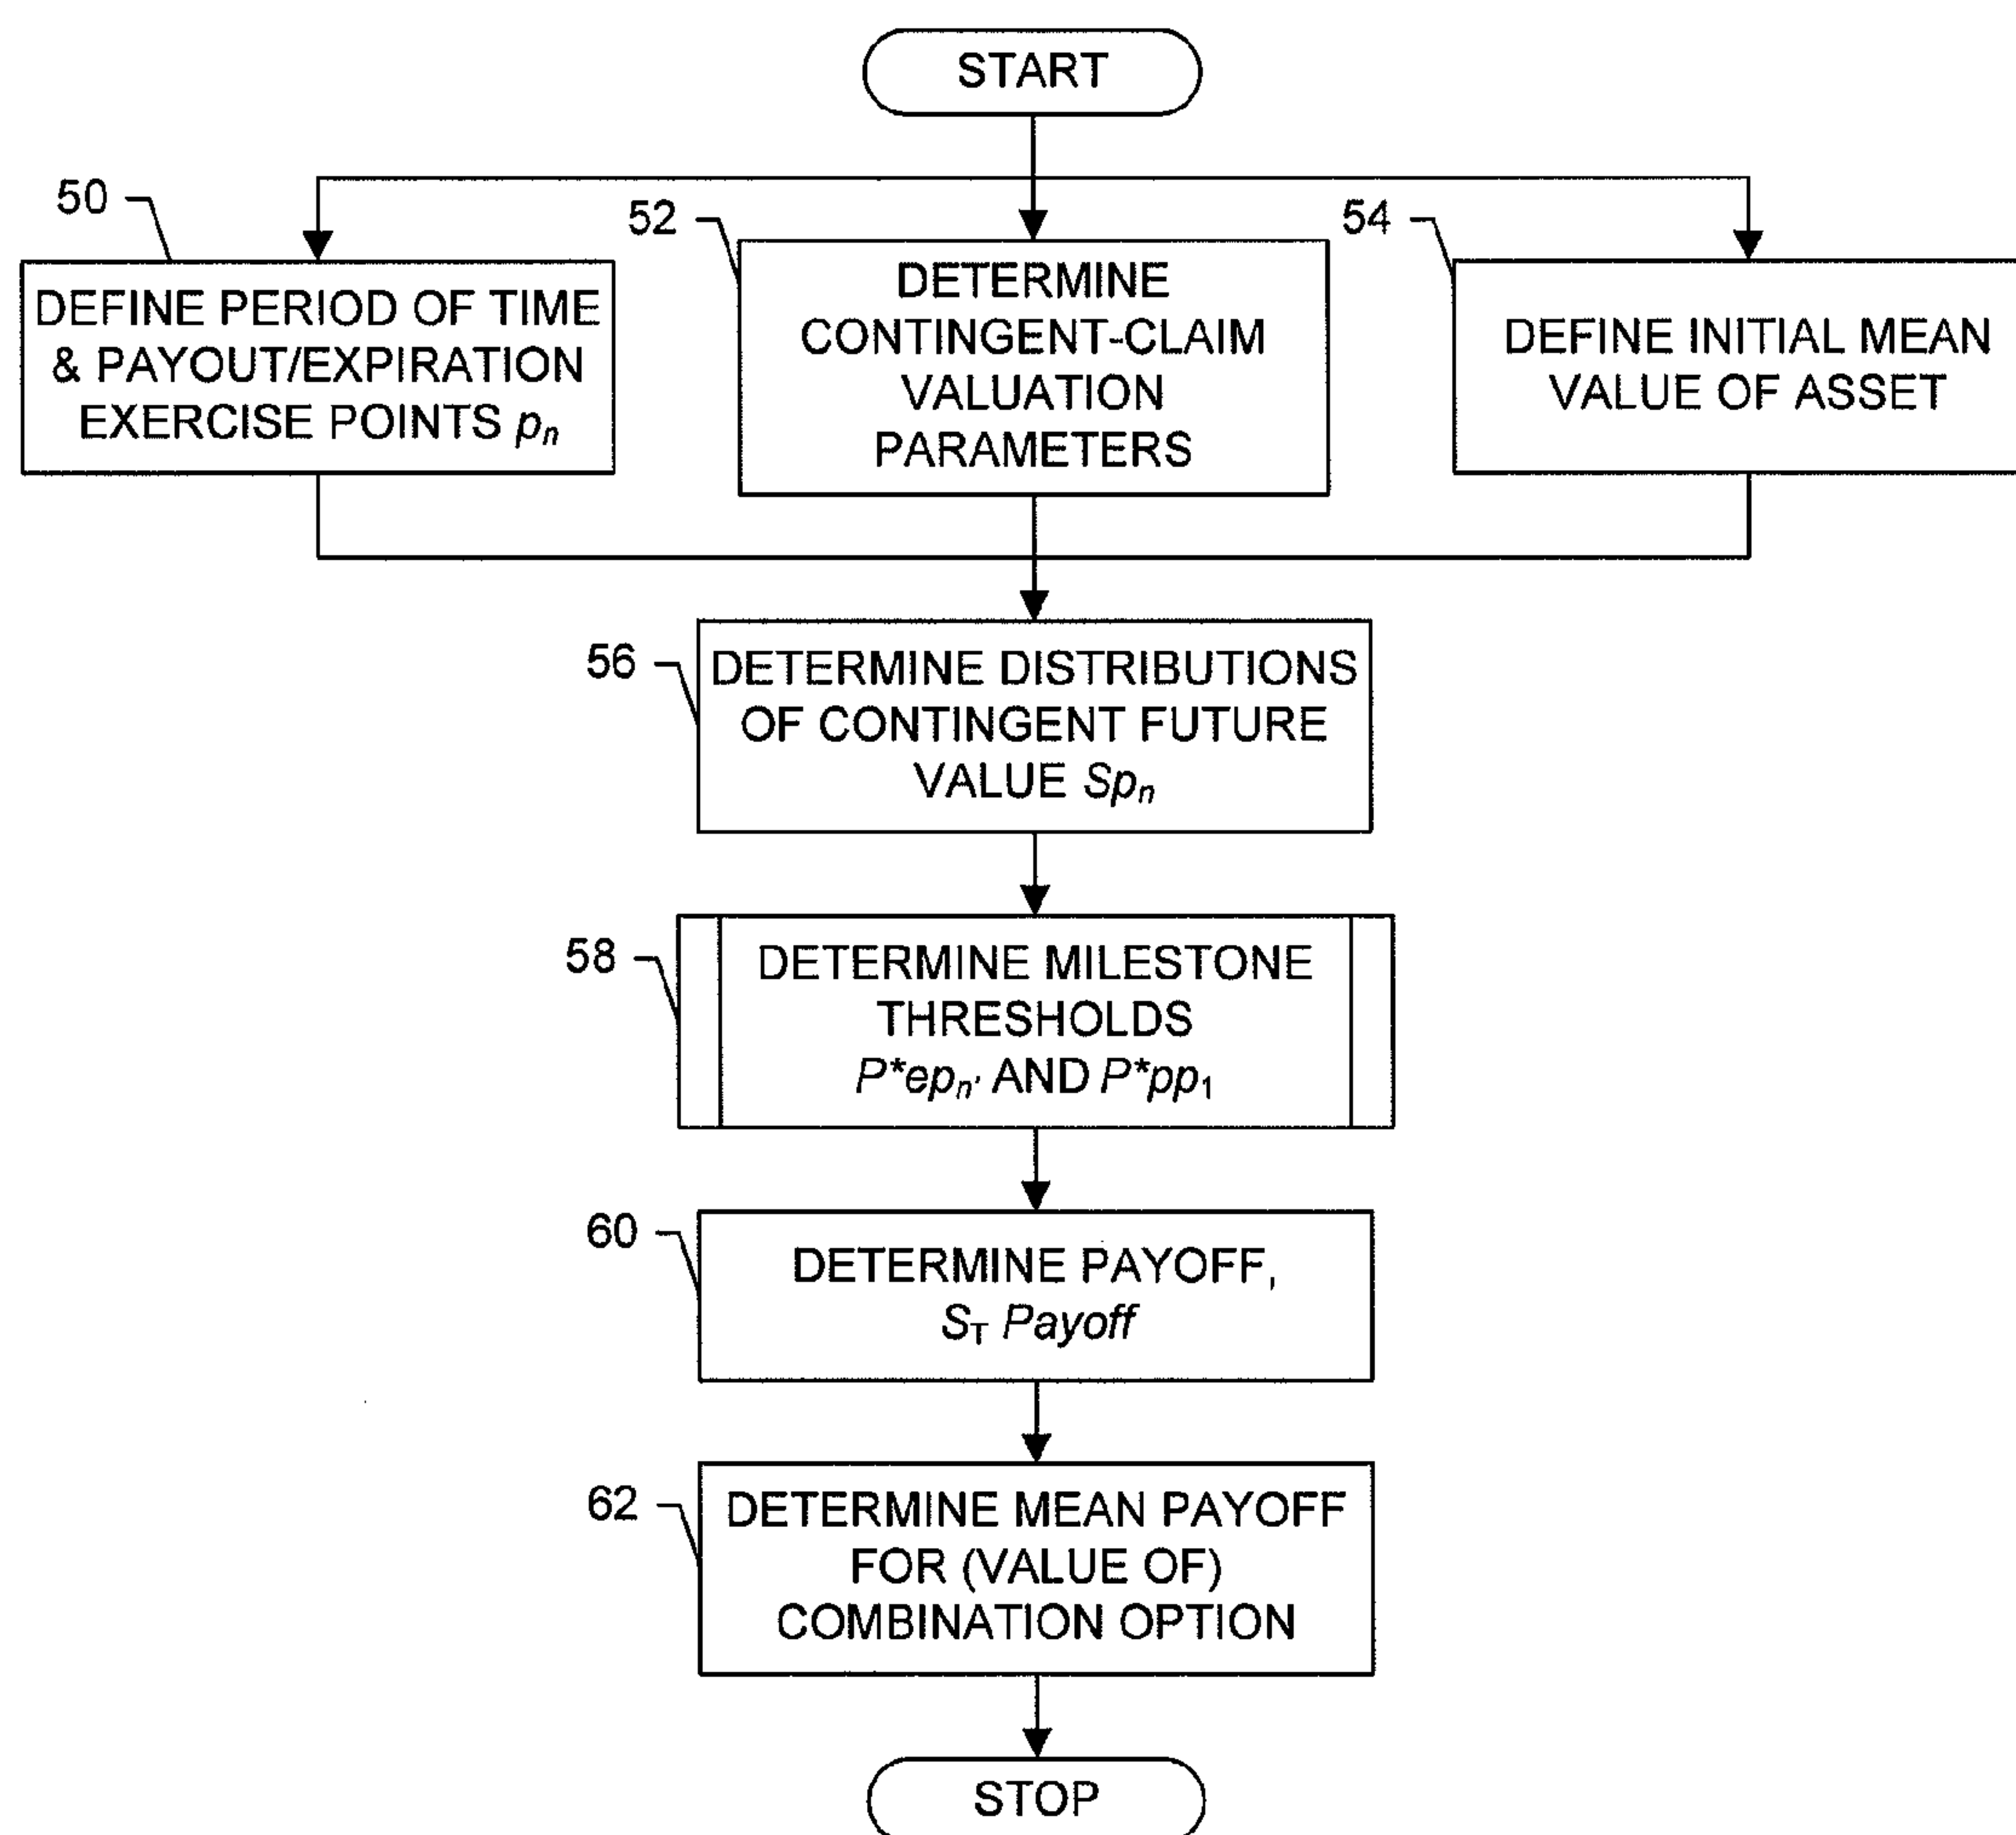 START
50
DEFINE PERIOD OF TIME
& PAYOUT/EXPIRATION
EXERCISE POINTS pn
52
DETERMINE
CONTINGENT-CLAIM
VALUATION
PARAMETERS
54
DEFINE INITIAL MEAN
VALUE OF ASSET
56
DETERMINE DISTRIBUTIONS
OF CONTINGENT FUTURE
VALUE Spn
58
DETERMINE MILESTONE
THRESHOLDS
P*epn' AND P*pp1
60
DETERMINE PAYOFF,
ST Payoff
62
DETERMINE MEAN PAYOFF
FOR (VALUE OF)
COMBINATION OPTION
STOP